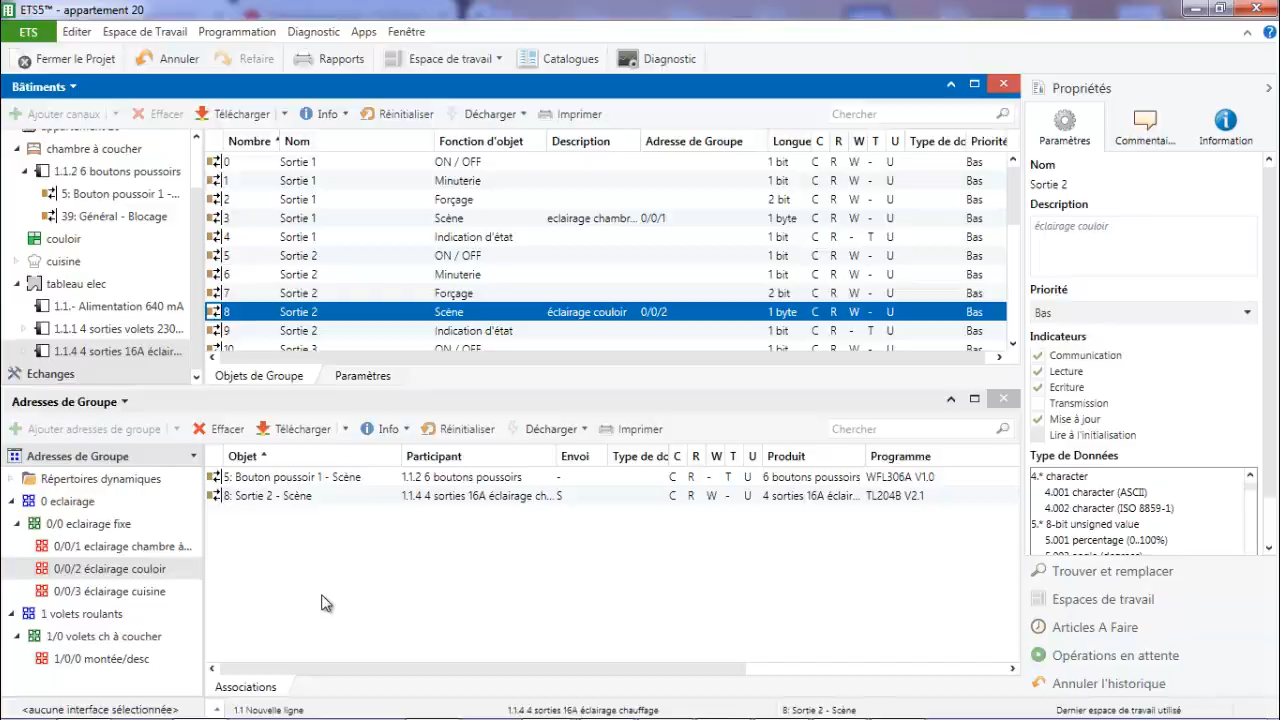 ETS5™ - appartement 20
ETS Editer Espace de Travail Programmation Diagnostic Apps Fenêtre
Fermer le Projet Annuler Refaire Rapports Espace de travail Catalogues Diagnostic
Bâtiments
Ajouter canaux Effacer Télécharger Info Réinitialiser Décharger Imprimer Chercher
chambre à coucher
1.1.2 6 boutons poussoirs
5: Bouton poussoir 1 -...
39: Général - Blocage
couloir
cuisine
tableau elec
1.1.- Alimentation 640 mA
1.1.1 4 sorties volets 230...
1.1.4 4 sorties 16A éclair...
Echanges
Nombre Nom Fonction d'objet Description Adresse de Groupe Longue C R W T U Type de do Priorité
0 Sortie 1 ON / OFF 1 bit C R W - U Bas
1 Sortie 1 Minuterie 1 bit C R W - U Bas
2 Sortie 1 Forçage 2 bit C R W - U Bas
3 Sortie 1 Scène eclairage chambr... 0/0/1 1 byte C R W - U Bas
4 Sortie 1 Indication d'état 1 bit C R - T U Bas
5 Sortie 2 ON / OFF 1 bit C R W - U Bas
6 Sortie 2 Minuterie 1 bit C R W - U Bas
7 Sortie 2 Forçage 2 bit C R W - U Bas
8 Sortie 2 Scène éclairage couloir 0/0/2 1 byte C R W - U Bas
9 Sortie 2 Indication d'état 1 bit C R - T U Bas
10 Sortie 3 ON / OFF 1 bit C R W - U Bas
Objets de Groupe Paramètres
Adresses de Groupe
Ajouter adresses de groupe Effacer Télécharger Info Réinitialiser Décharger Imprimer Chercher
Adresses de Groupe
Répertoires dynamiques
0 eclairage
0/0 eclairage fixe
0/0/1 eclairage chambre à...
0/0/2 éclairage couloir
0/0/3 éclairage cuisine
1 volets roulants
1/0 volets ch à coucher
1/0/0 montée/desc
Objet Participant Envoi Type de do C R W T U Produit Programme
5: Bouton poussoir 1 - Scène 1.1.2 6 boutons poussoirs - C R - T U 6 boutons poussoirs WFL306A V1.0
8: Sortie 2 - Scène 1.1.4 4 sorties 16A éclairage ch... S C R W - U 4 sorties 16A éclair... TL204B V2.1
Associations
Propriétés
Paramètres Commentai... Information
Nom
Sortie 2
Description
éclairage couloir
Priorité
Bas
Indicateurs
Communication
Lecture
Ecriture
Transmission
Mise à jour
Lire à l'initialisation
Type de Données
4.* character
4.001 character (ASCII)
4.002 character (ISO 8859-1)
5.* 8-bit unsigned value
5.001 percentage (0..100%)
Trouver et remplacer
Espaces de travail
Articles A Faire
Opérations en attente
Annuler l'historique
<aucune interface sélectionnée> 1.1 Nouvelle ligne 1.1.4 4 sorties 16A éclairage chauffage 8: Sortie 2 - Scène Dernier espace de travail utilisé